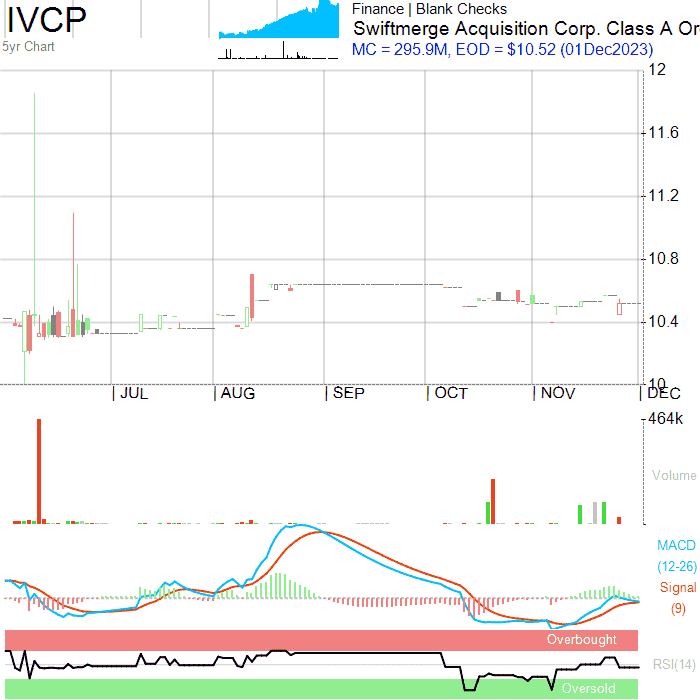 IVCP
5yr Chart
Finance | Blank Checks
Swiftmerge Acquisition Corp. Class A Or
MC = 295.9M, EOD = $10.52 (01Dec2023)
12
11.6
11.2
10.8
10.4
10
JUL AUG SEP OCT NOV DEC
464k
Volume
MACD
(12-26)
Signal
(9)
Overbought
RSI(14)
Oversold